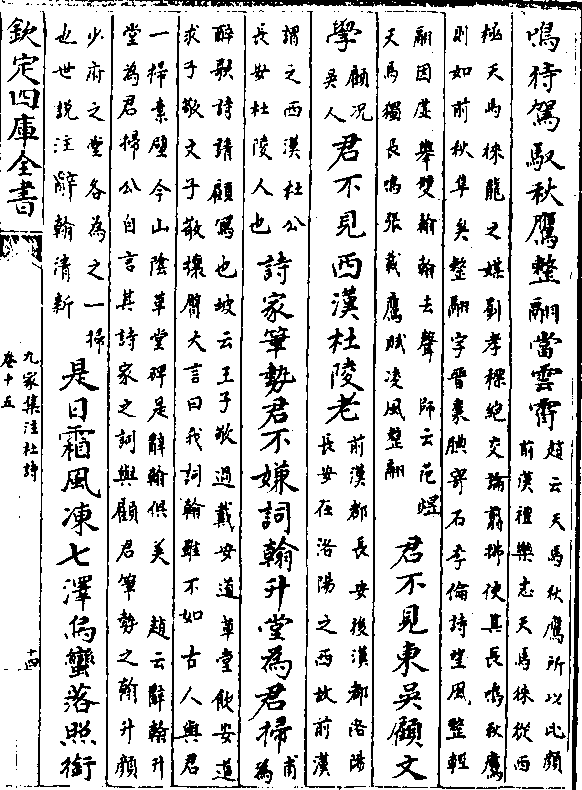 鳴待駕馭秋鷹整翮當雲霄趙云天馬秋鷹所以比顧
前漢禮樂志天馬徠從西
極天馬徠龍之媒劉孝標絶交論翦拂使其長鳴秋鷹
則如前秋隼矣整翮字晉棗腆寄石季倫詩望風整輕
翮因虚舉雙翰翰去聲 師云范煜
天馬獨長鳴張載鷹賦凌風整翮
君不見東吳顧文
學顧况
吳人
君不見西漢杜陵老前漢都長安後漢都洛陽
長安在洛陽之西故前漢
謂之西漢杜公
長安杜陵人也
詩家筆勢君不嫌詞翰升堂為君掃甫
為
醉歌詩請顧寫也坡云王子敬過戴安道草堂飲安道
求子敬文子敬攘臂大言曰我詞翰雖不如古人與君
一掃素壁今山陰草堂碑是辭翰俱美 趙云辭翰升
堂為君掃公自言其詩家之詞與顧君筆勢之翰升顧
少府之堂各為之一掃
也世説注辭翰清新
是日霜風凍七澤烏蠻落照銜
欽定四庫全書
九家集注杜詩
卷十五
十四